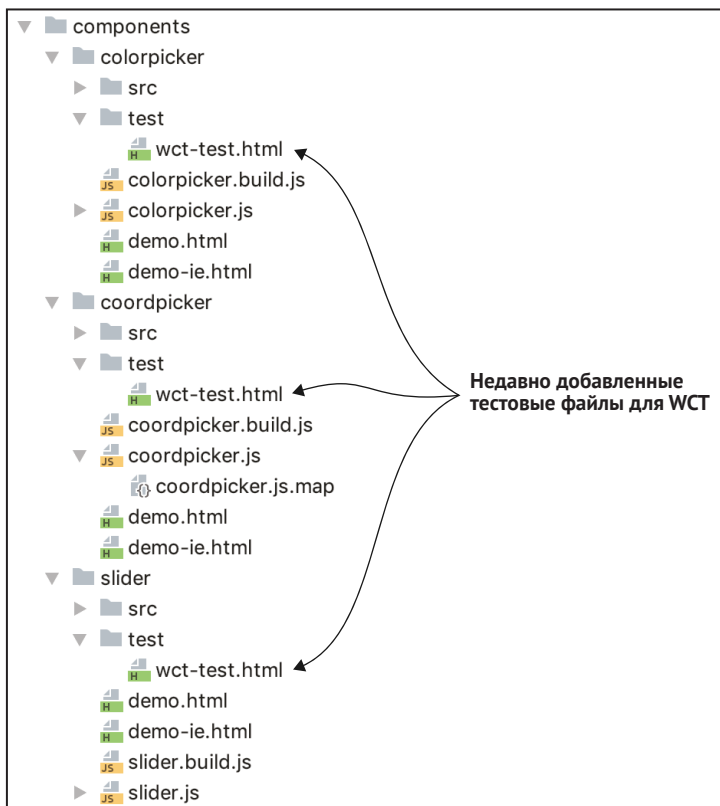 components
colorpicker
src
test
wct-test.html
colorpicker.build.js
colorpicker.js
demo.html
demo-ie.html
coordpicker
src
test
wct-test.html
coordpicker.build.js
coordpicker.js
coordpicker.js.map
demo.html
demo-ie.html
slider
src
test
wct-test.html
demo.html
demo-ie.html
slider.build.js
slider.js
Недавно добавленные
тестовые файлы для WCT